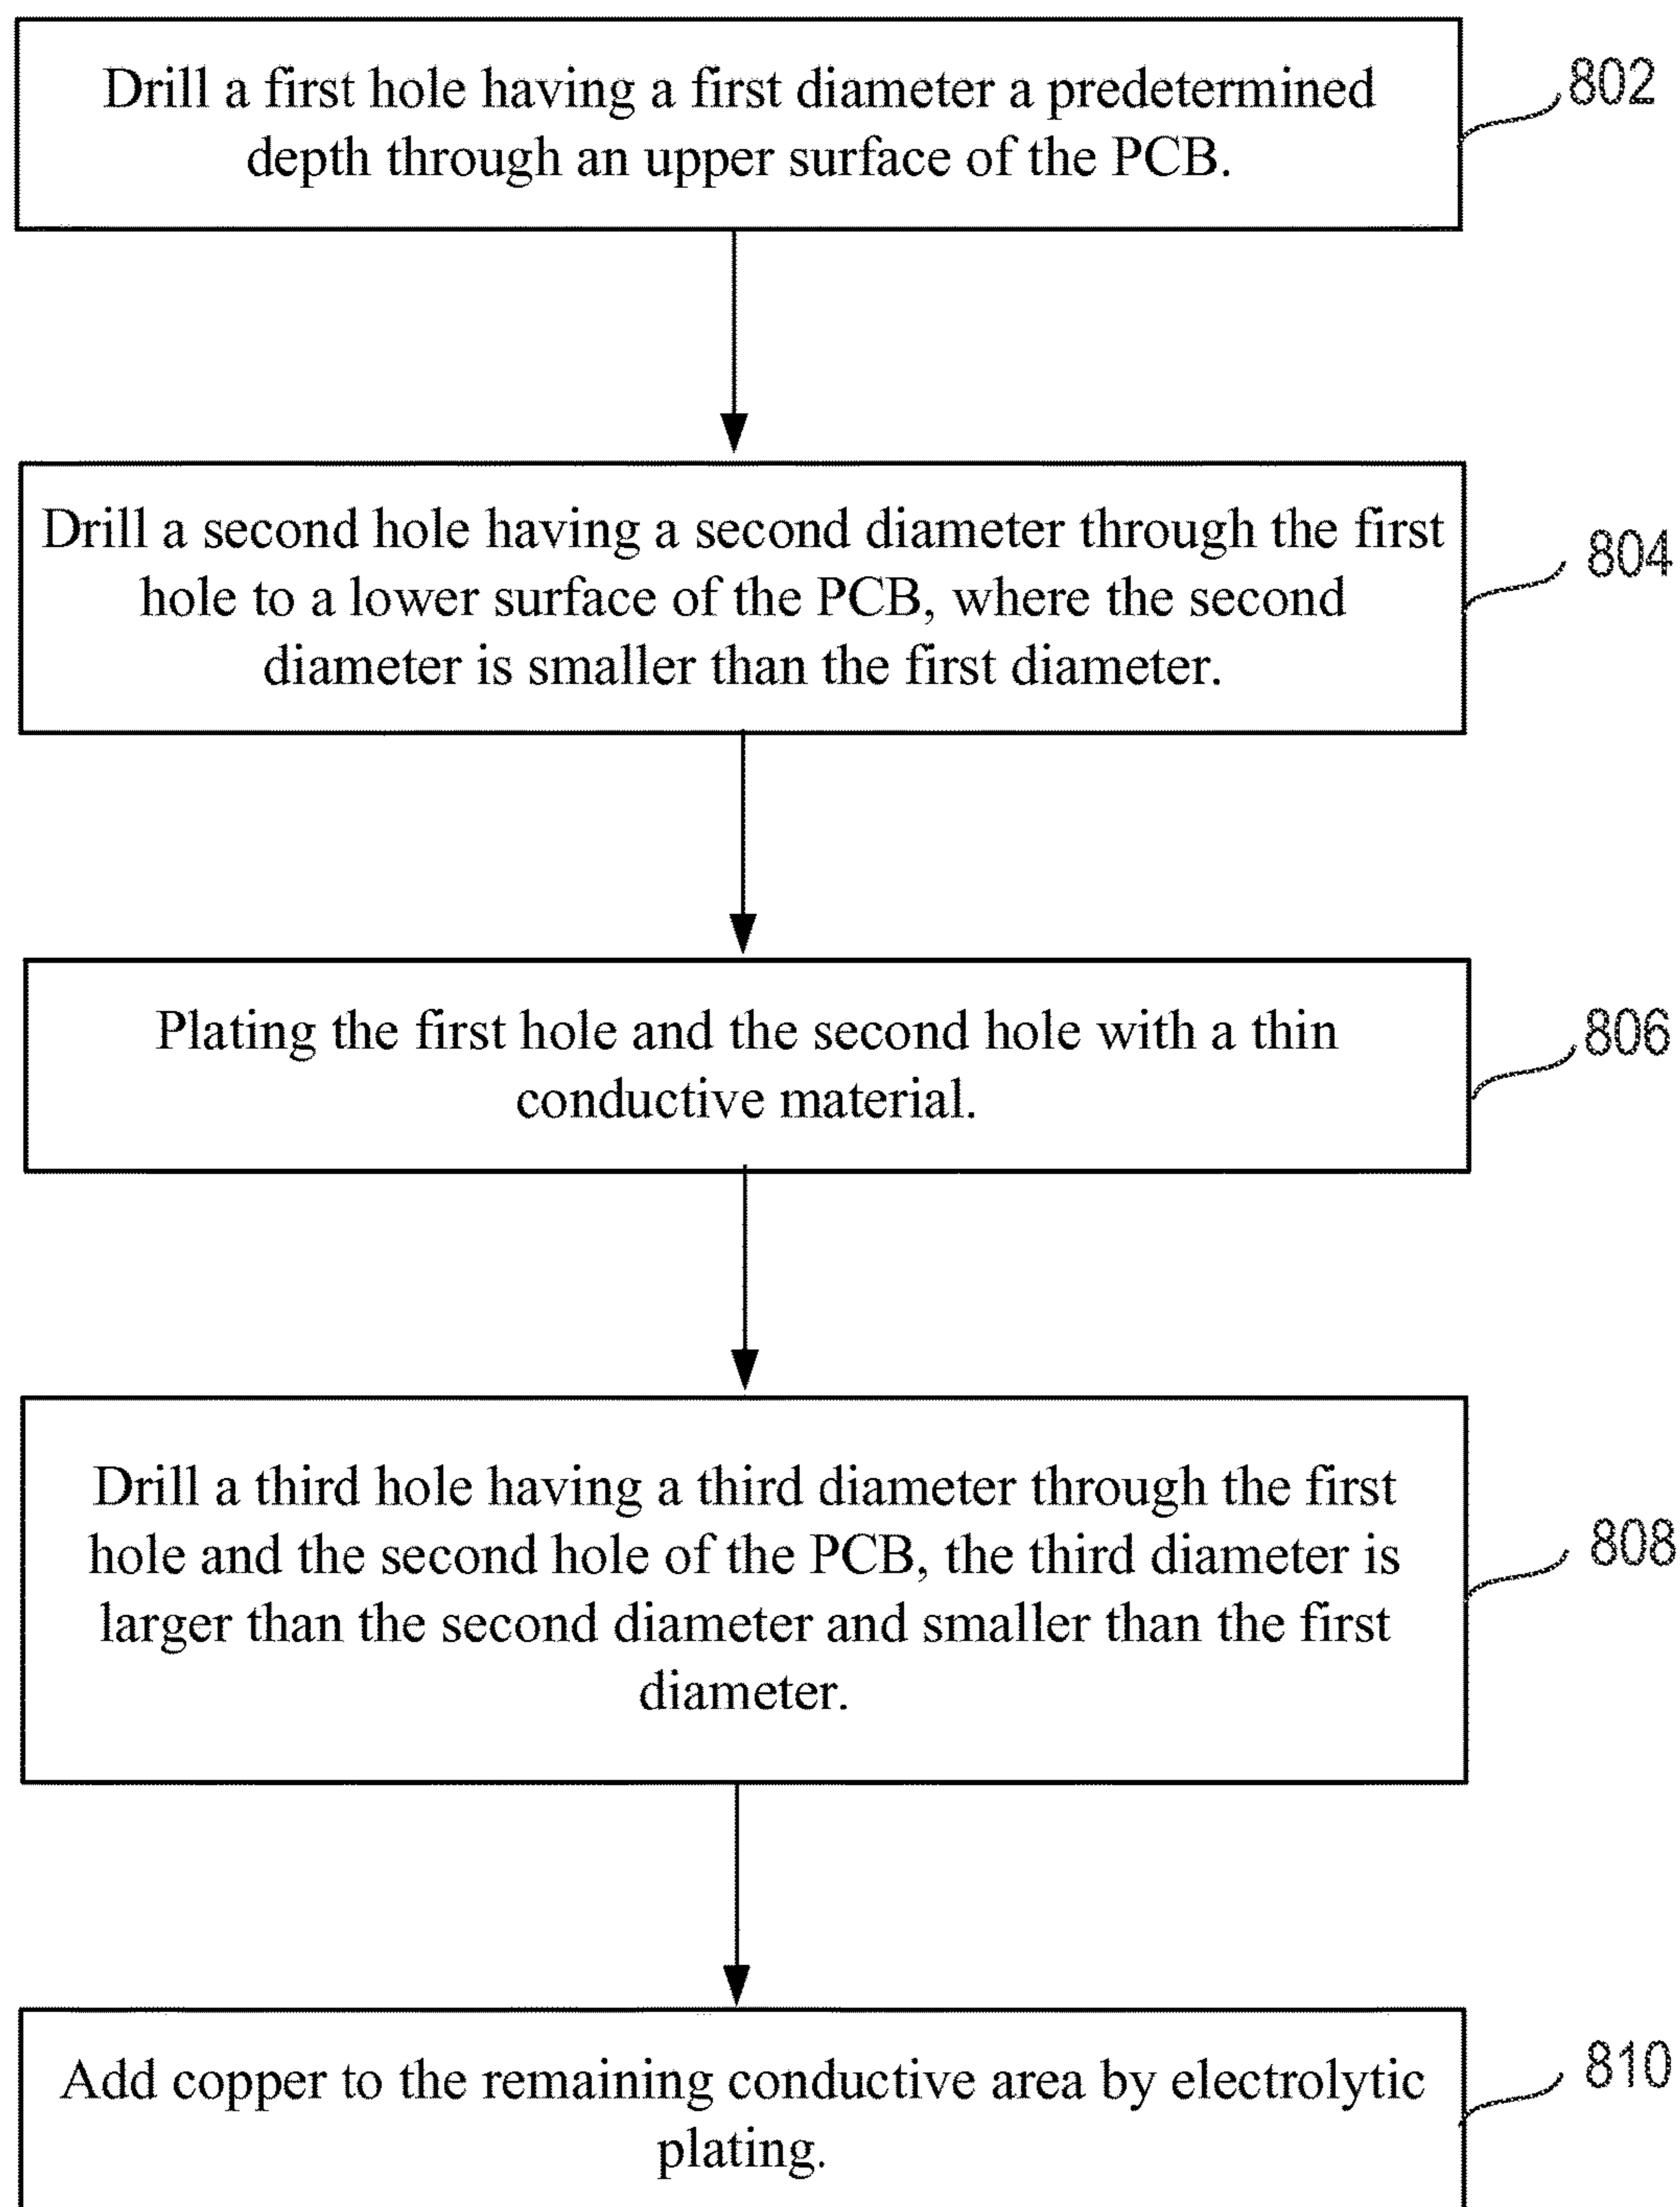 Drill a first hole having a first diameter a predetermined
depth through an upper surface of the PCB.
802
Drill a second hole having a second diameter through the first
hole to a lower surface of the PCB, where the second
diameter is smaller than the first diameter.
804
Plating the first hole and the second hole with a thin
conductive material.
806
Drill a third hole having a third diameter through the first
hole and the second hole of the PCB, the third diameter is
larger than the second diameter and smaller than the first
diameter.
808
Add copper to the remaining conductive area by electrolytic
plating.
810